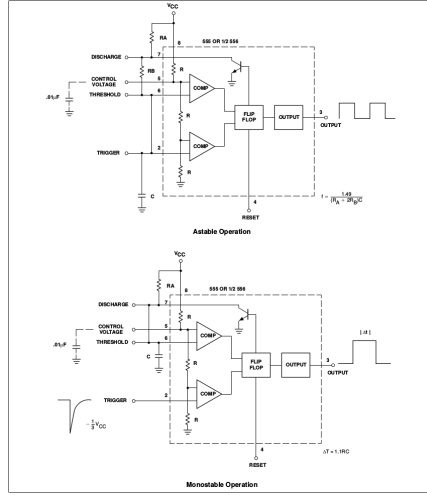 VCC
RA
8
555 OR 1/2 556
DISCHARGE
7
RB
R
CONTROL
VOLTAGE
5
.01µF
THRESHOLD
6
COMP
R
FLIP
FLOP
OUTPUT
3
OUTPUT
TRIGGER
2
COMP
R
C
4
RESET
f = 1.49 / (RA + 2RB)C
Astable Operation
VCC
RA
8
555 OR 1/2 556
DISCHARGE
7
R
CONTROL
VOLTAGE
5
.01µF
THRESHOLD
6
C
COMP
R
| Δt |
FLIP
FLOP
OUTPUT
3
OUTPUT
TRIGGER
2
COMP
1/3 VCC
R
4
RESET
ΔT = 1.1RC
Monostable Operation